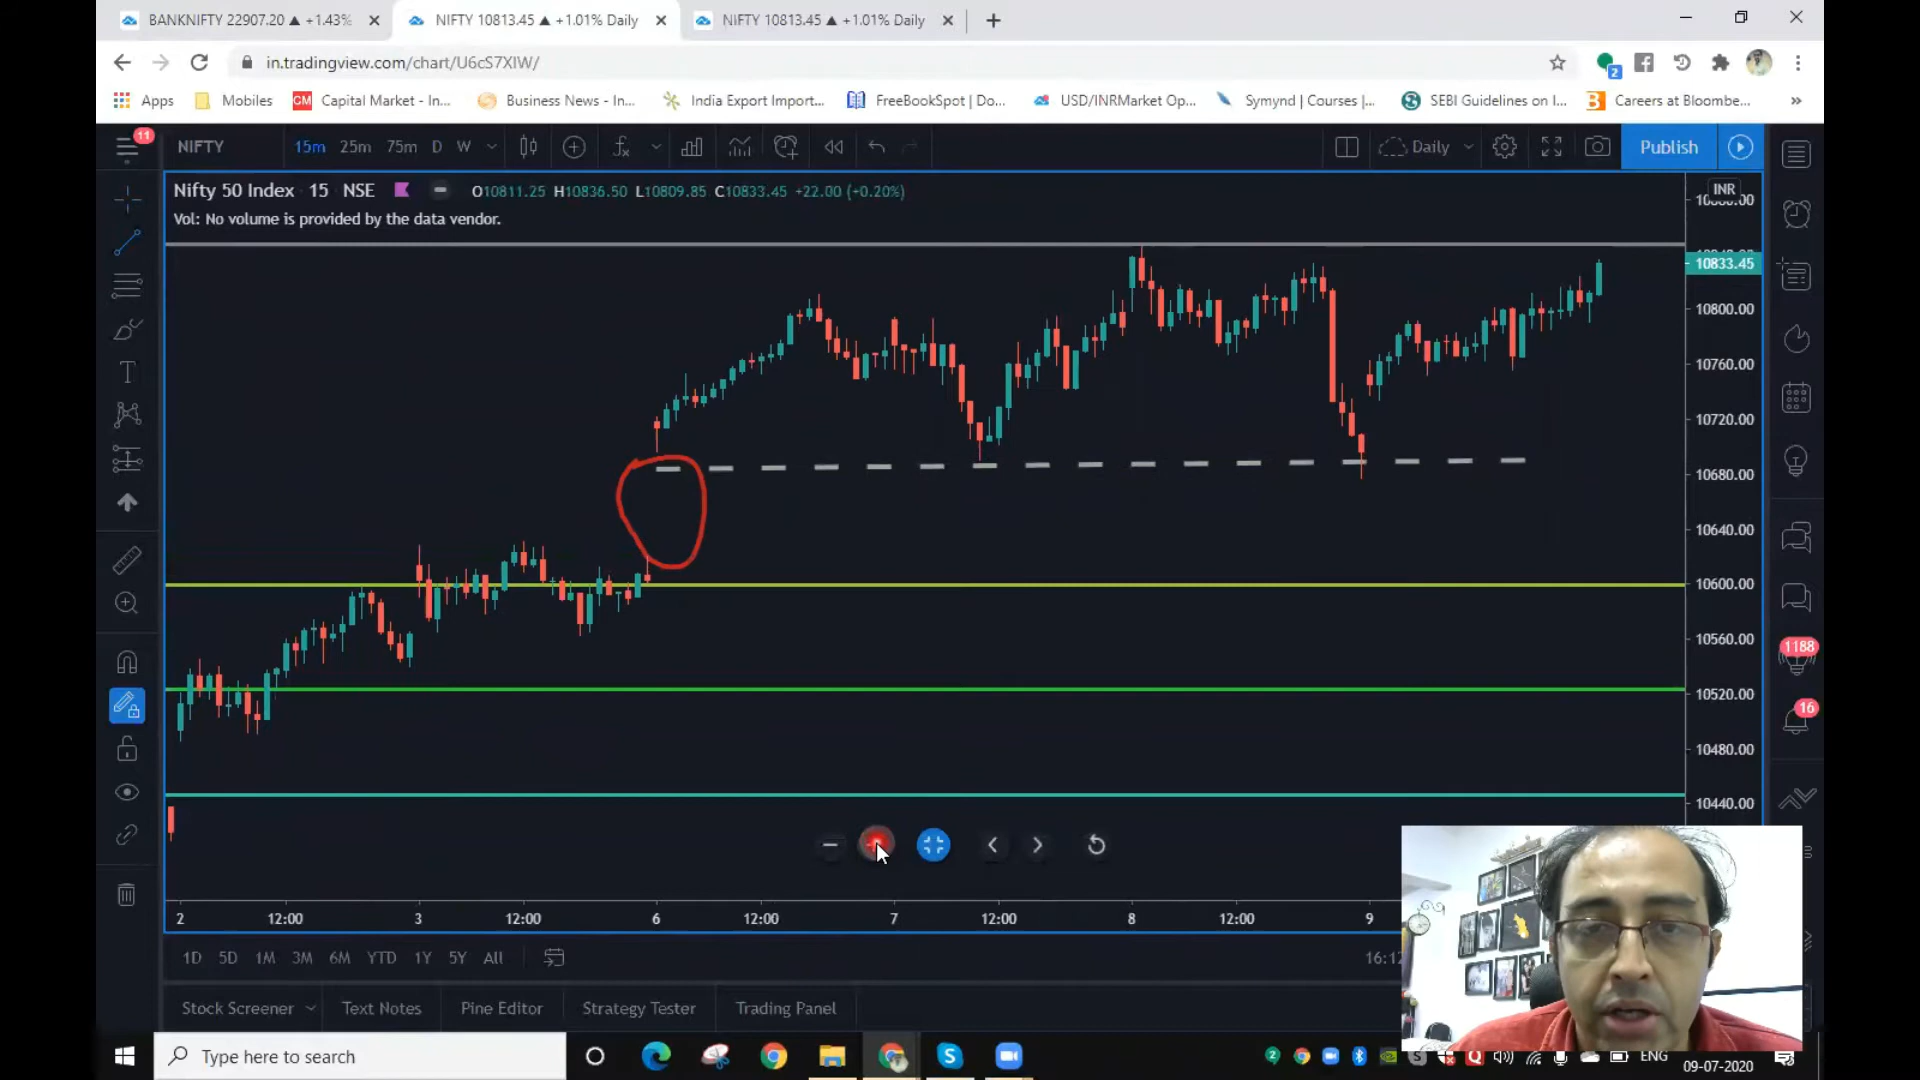 BANKNIFTY 22907.20 ▲ +1.43%
NIFTY 10813.45 ▲ +1.01% Daily
NIFTY 10813.45 ▲ +1.01% Daily
in.tradingview.com/chart/U6cS7XIW/
2
Apps
Mobiles
CM
Capital Market - In...
Business News - In...
India Export Import...
FreeBookSpot | Do...
USD/INRMarket Op...
Symynd | Courses |...
SEBI Guidelines on I...
Careers at Bloombe...
»
11
NIFTY
15m 25m 75m D W
Daily
Publish
Nifty 50 Index 15 NSE
O10811.25 H10836.50 L10809.85 C10833.45 +22.00 (+0.20%)
Vol: No volume is provided by the data vendor.
INR
10833.45
10800.00
10760.00
10720.00
10680.00
10640.00
10600.00
10560.00
10520.00
10480.00
10440.00
1188
16
2 12:00 3 12:00 6 12:00 7 12:00 8 12:00 9
1D 5D 1M 3M 6M YTD 1Y 5Y All
16:12
Stock Screener
Text Notes
Pine Editor
Strategy Tester
Trading Panel
Type here to search
ENG
09-07-2020